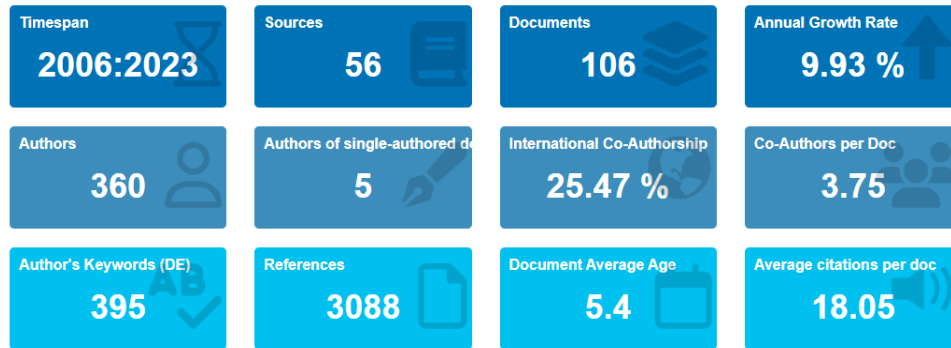 Timespan
2006:2023
Sources
56
Documents
106
Annual Growth Rate
9.93 %
Authors
360
Authors of single-authored d
5
International Co-Authorship
25.47 %
Co-Authors per Doc
3.75
Author's Keywords (DE)
395
AB
References
3088
Document Average Age
5.4
Average citations per doc
18.05